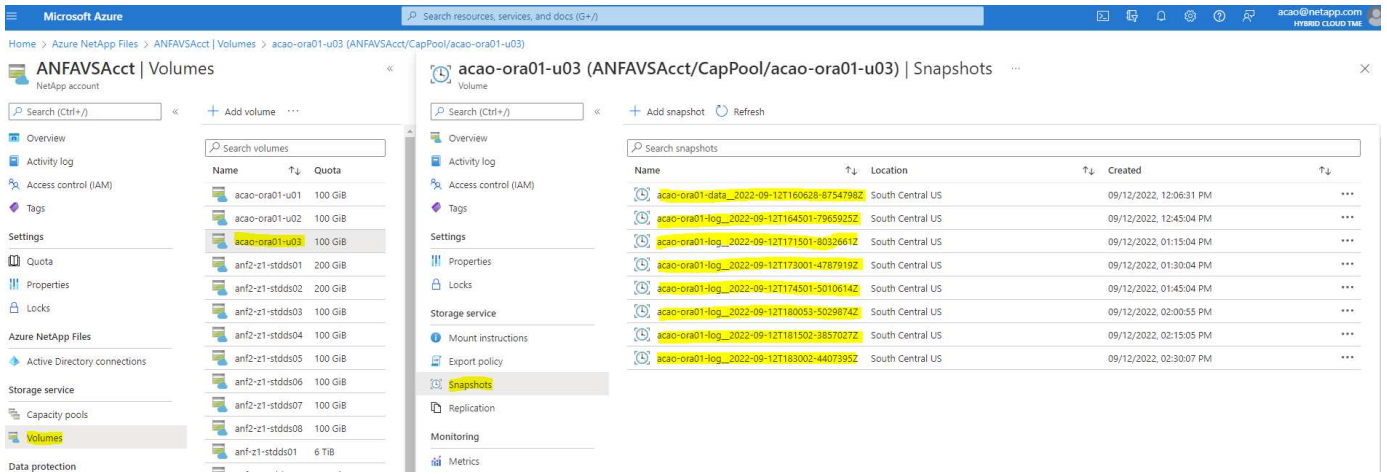 Microsoft Azure
Search resources, services, and docs (G+/)
acao@netapp.com
HYBRID CLOUD TME
Home > Azure NetApp Files > ANFAVSAcct | Volumes > acao-ora01-u03 (ANFAVSAcct/CapPool/acao-ora01-u03)
ANFAVSAcct | Volumes
NetApp account
Search (Ctrl+/)
Overview
Activity log
Access control (IAM)
Tags
Settings
Quota
Properties
Locks
Azure NetApp Files
Active Directory connections
Storage service
Capacity pools
Volumes
Data protection
+ Add volume ...
Search volumes
Name Quota
acao-ora01-u01 100 GiB
acao-ora01-u02 100 GiB
acao-ora01-u03 100 GiB
anf2-z1-stdds01 200 GiB
anf2-z1-stdds02 200 GiB
anf2-z1-stdds03 100 GiB
anf2-z1-stdds04 100 GiB
anf2-z1-stdds05 100 GiB
anf2-z1-stdds06 100 GiB
anf2-z1-stdds07 100 GiB
anf2-z1-stdds08 100 GiB
anf-z1-stdds01 6 TiB
acao-ora01-u03 (ANFAVSAcct/CapPool/acao-ora01-u03) | Snapshots ...
Volume
Search (Ctrl+/)
Overview
Activity log
Access control (IAM)
Tags
Settings
Properties
Locks
Storage service
Mount instructions
Export policy
Snapshots
Replication
Monitoring
Metrics
+ Add snapshot Refresh
Search snapshots
Name Location Created
acao-ora01-data__2022-09-12T160628-8754798Z South Central US 09/12/2022, 12:06:31 PM ...
acao-ora01-log__2022-09-12T164501-7965925Z South Central US 09/12/2022, 12:45:04 PM ...
acao-ora01-log__2022-09-12T171501-8032661Z South Central US 09/12/2022, 01:15:04 PM ...
acao-ora01-log__2022-09-12T173001-4787919Z South Central US 09/12/2022, 01:30:04 PM ...
acao-ora01-log__2022-09-12T174501-5010614Z South Central US 09/12/2022, 01:45:04 PM ...
acao-ora01-log__2022-09-12T180053-5029874Z South Central US 09/12/2022, 02:00:55 PM ...
acao-ora01-log__2022-09-12T181502-3857027Z South Central US 09/12/2022, 02:15:05 PM ...
acao-ora01-log__2022-09-12T183002-4407395Z South Central US 09/12/2022, 02:30:07 PM ...